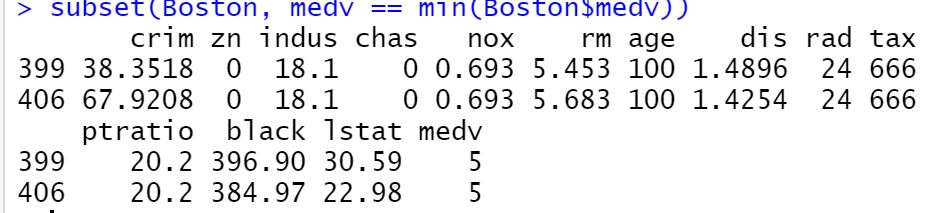 > subset(Boston, medv == min(Boston$medv))
crim zn indus chas nox rm age dis rad tax
399 38.3518 0 18.1 0 0.693 5.453 100 1.4896 24 666
406 67.9208 0 18.1 0 0.693 5.683 100 1.4254 24 666
ptratio black lstat medv
399 20.2 396.90 30.59 5
406 20.2 384.97 22.98 5